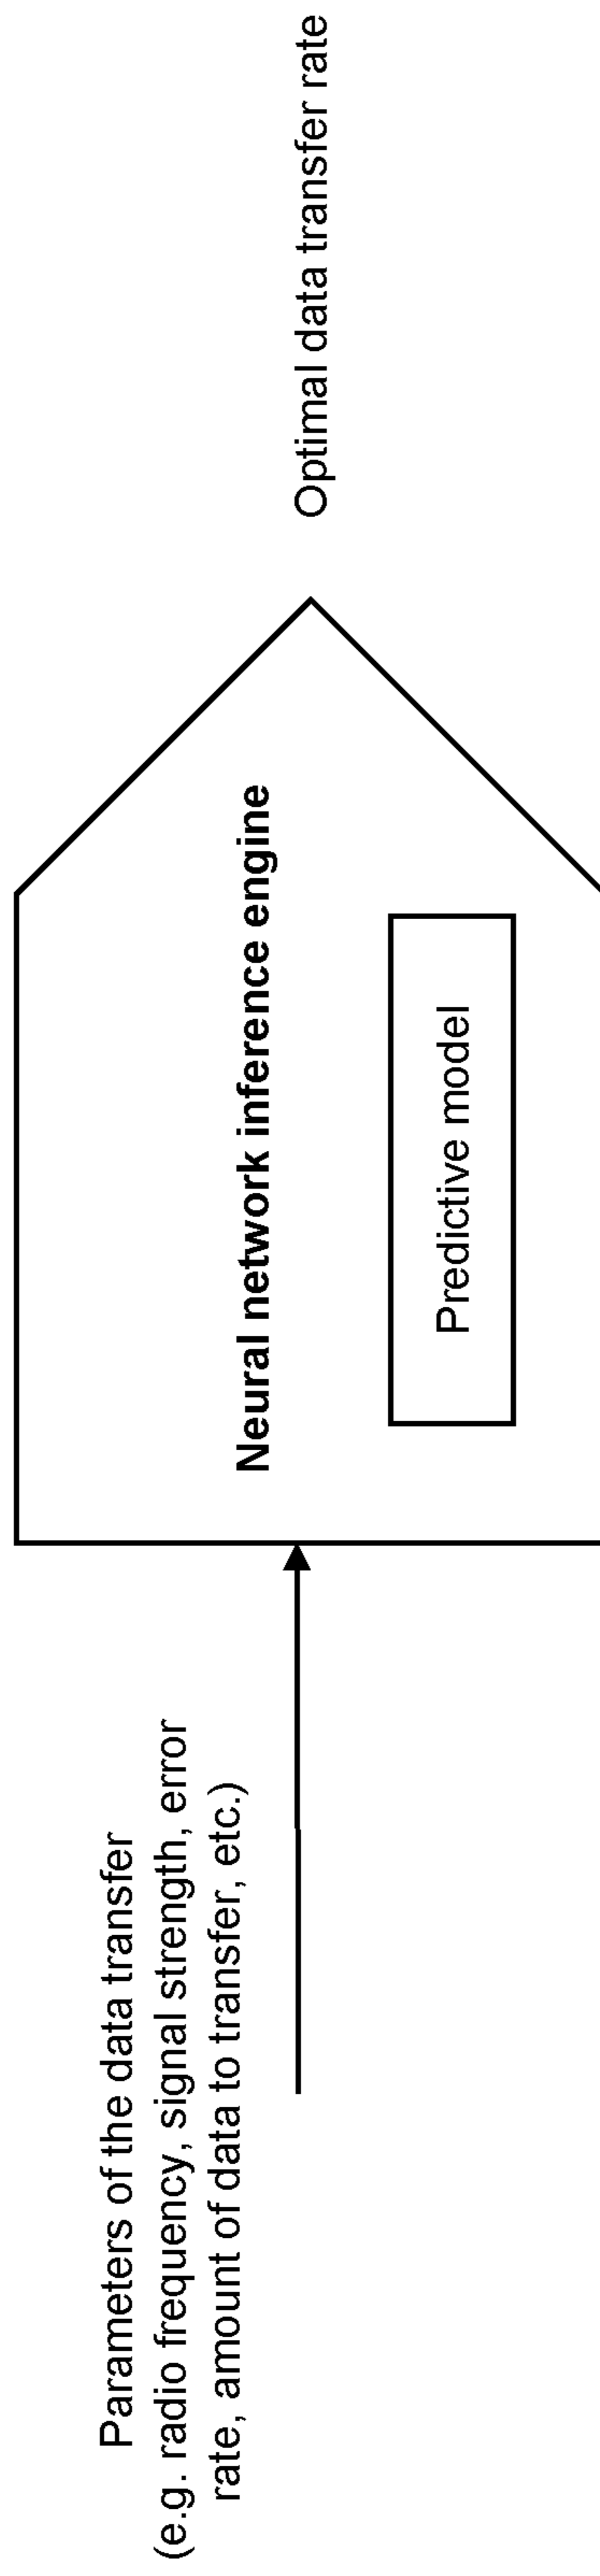 Parameters of the data transfer
(e.g. radio frequency, signal strength, error
rate, amount of data to transfer, etc.)
Neural network inference engine
Predictive model
Optimal data transfer rate